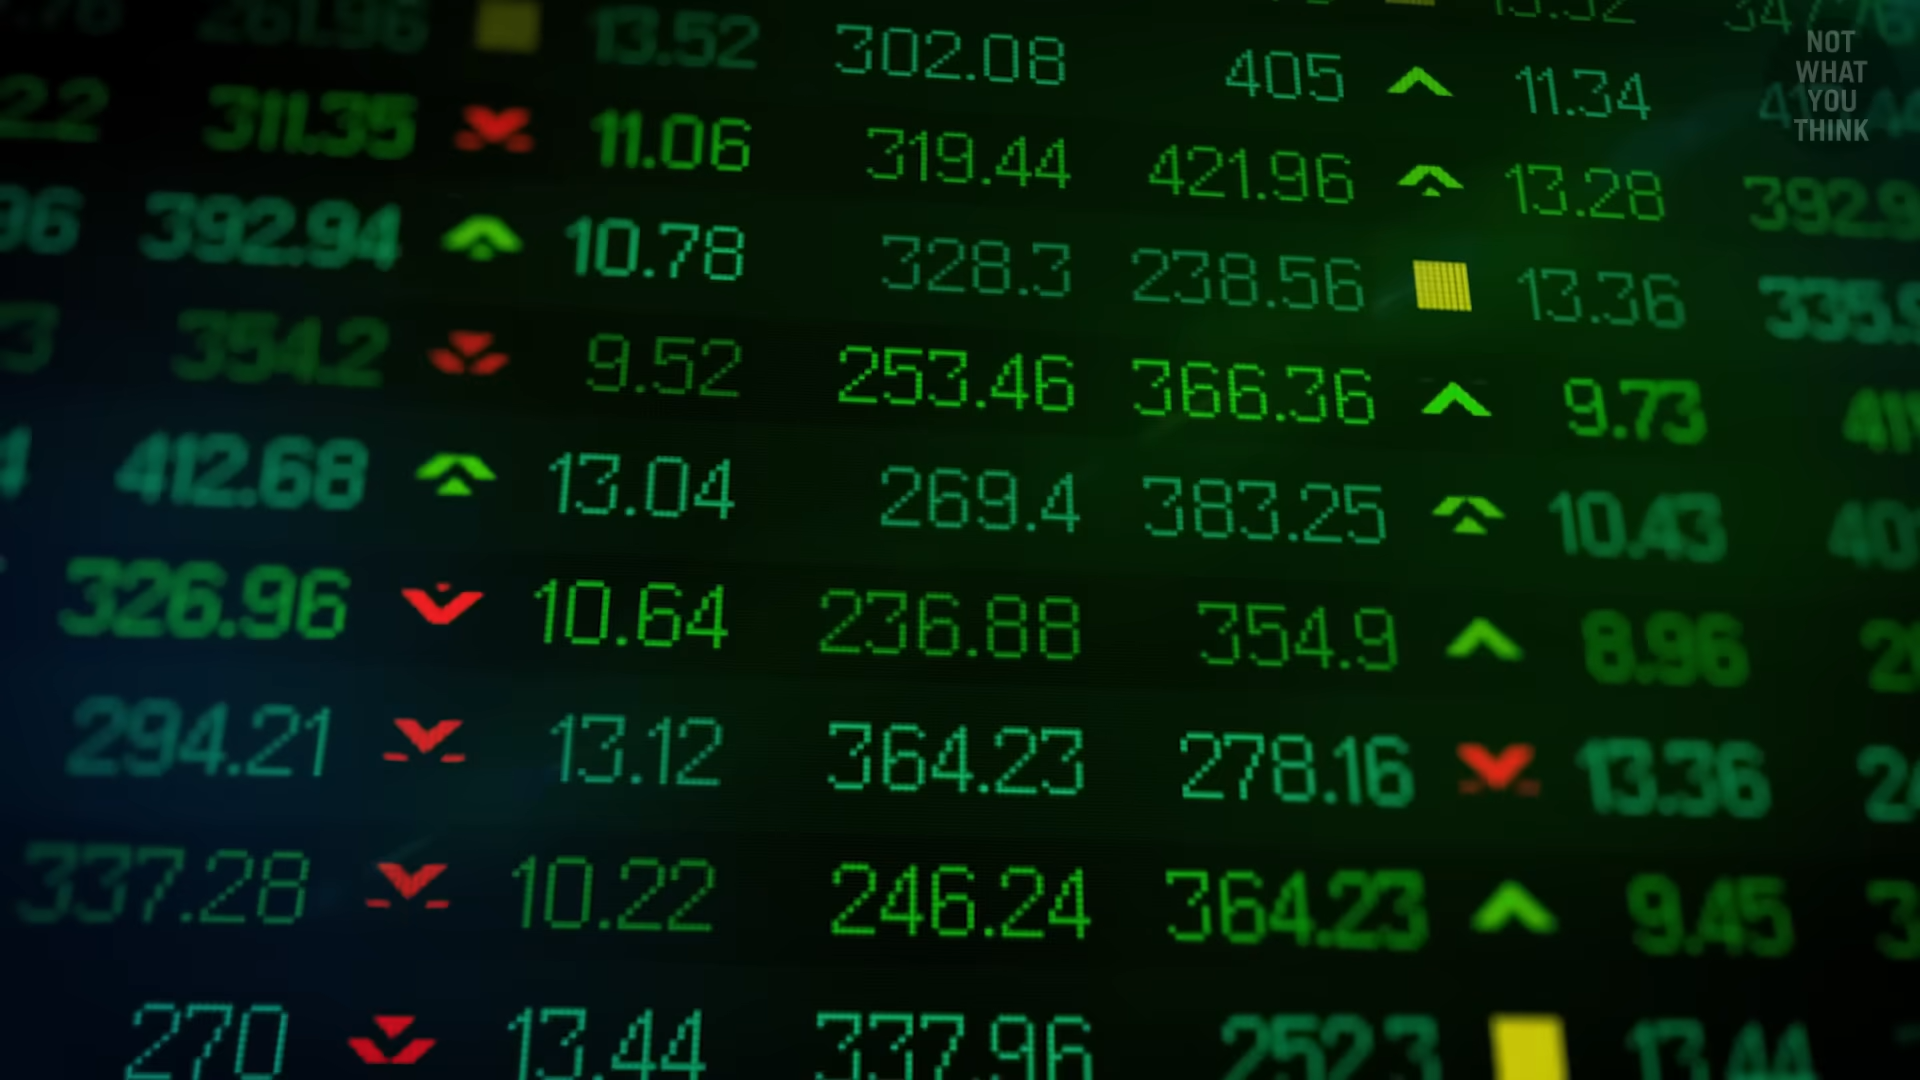 261.96 13.52 302.08 405 11.34
311.35 11.06 319.44 421.96 13.28
392.94 10.78 328.3 238.56 13.36
354.2 9.52 253.46 366.36 9.73
412.68 13.04 269.4 383.25 10.43
326.96 10.64 236.88 354.9 8.96
294.21 13.12 364.23 278.16 13.36
337.28 10.22 246.24 364.23 9.45
270 13.44 337.96 252.3 13.44
NOT
WHAT
YOU
THINK